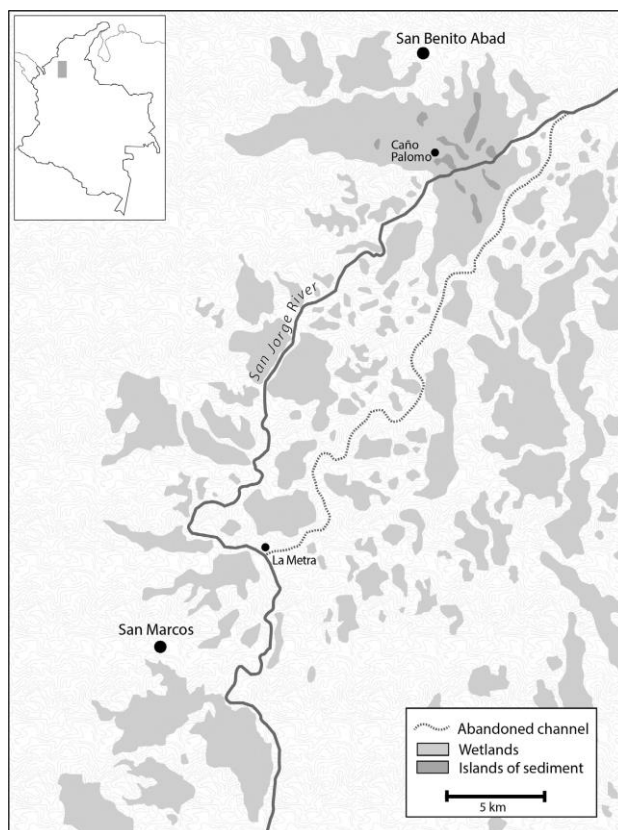 San Benito Abad
Caño
Palomo
San Jorge River
La Metra
San Marcos
Abandoned channel
Wetlands
Islands of sediment
5 km